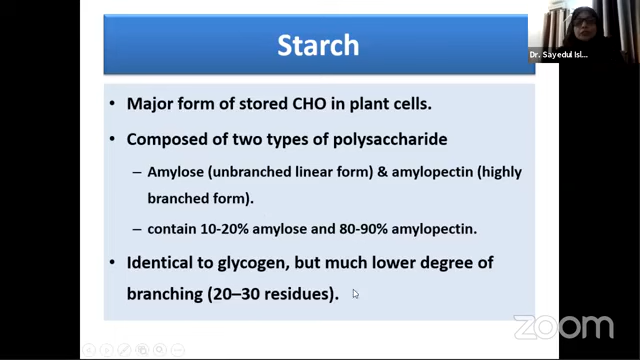 Starch
Dr. Sayedul Isl...
• Major form of stored CHO in plant cells.
• Composed of two types of polysaccharide
– Amylose (unbranched linear form) & amylopectin (highly
branched form).
– contain 10-20% amylose and 80-90% amylopectin.
• Identical to glycogen, but much lower degree of
branching (20–30 residues).
zoom